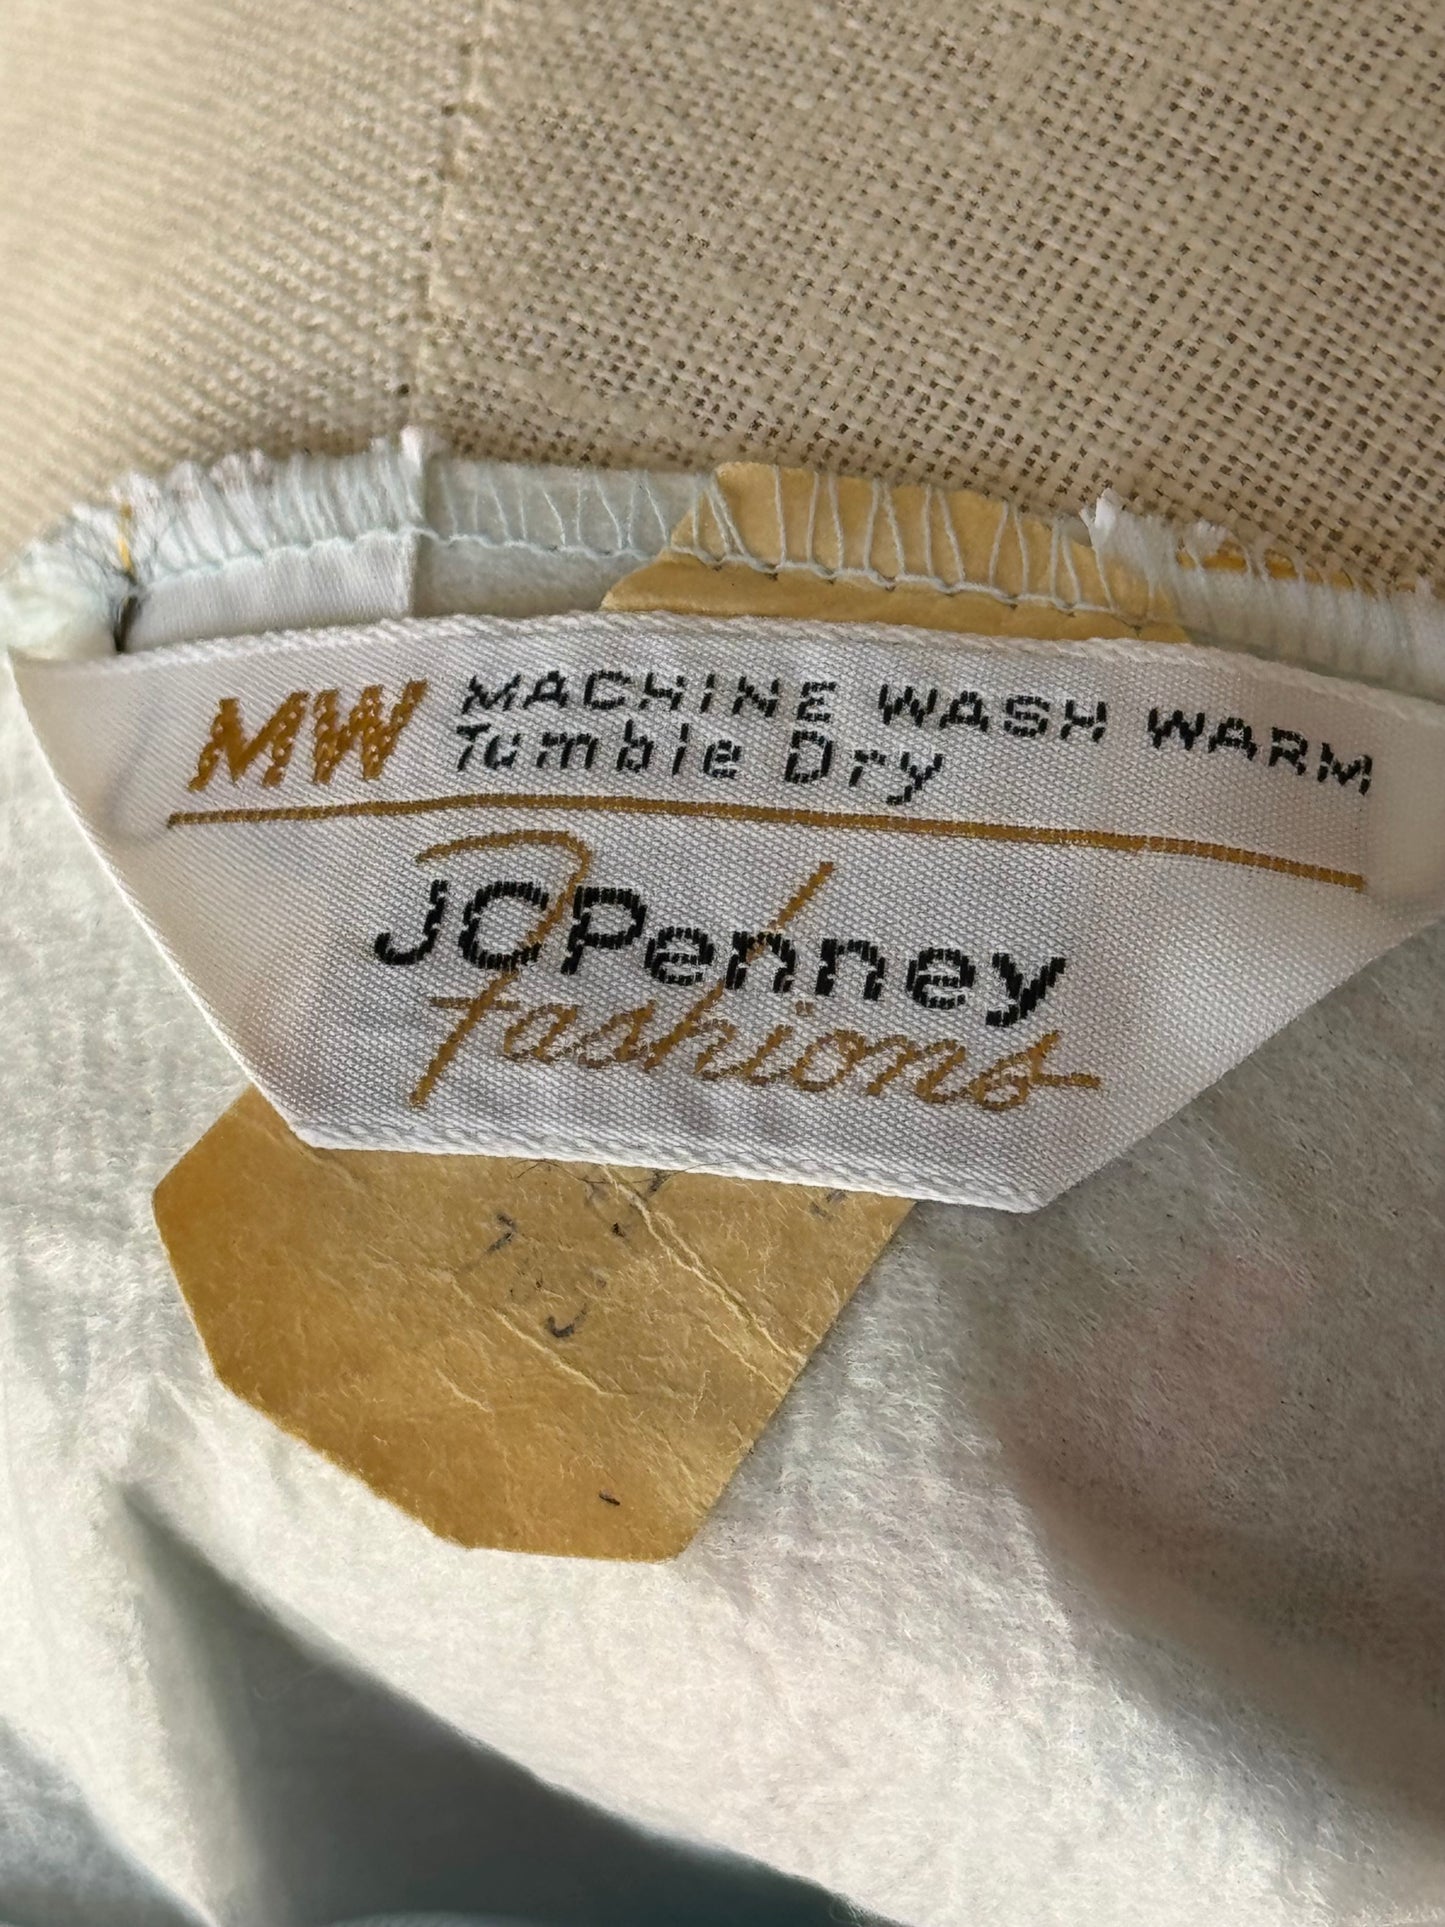 MW MACHINE WASH WARM
Tumble Dry
JCPenney
Fashions